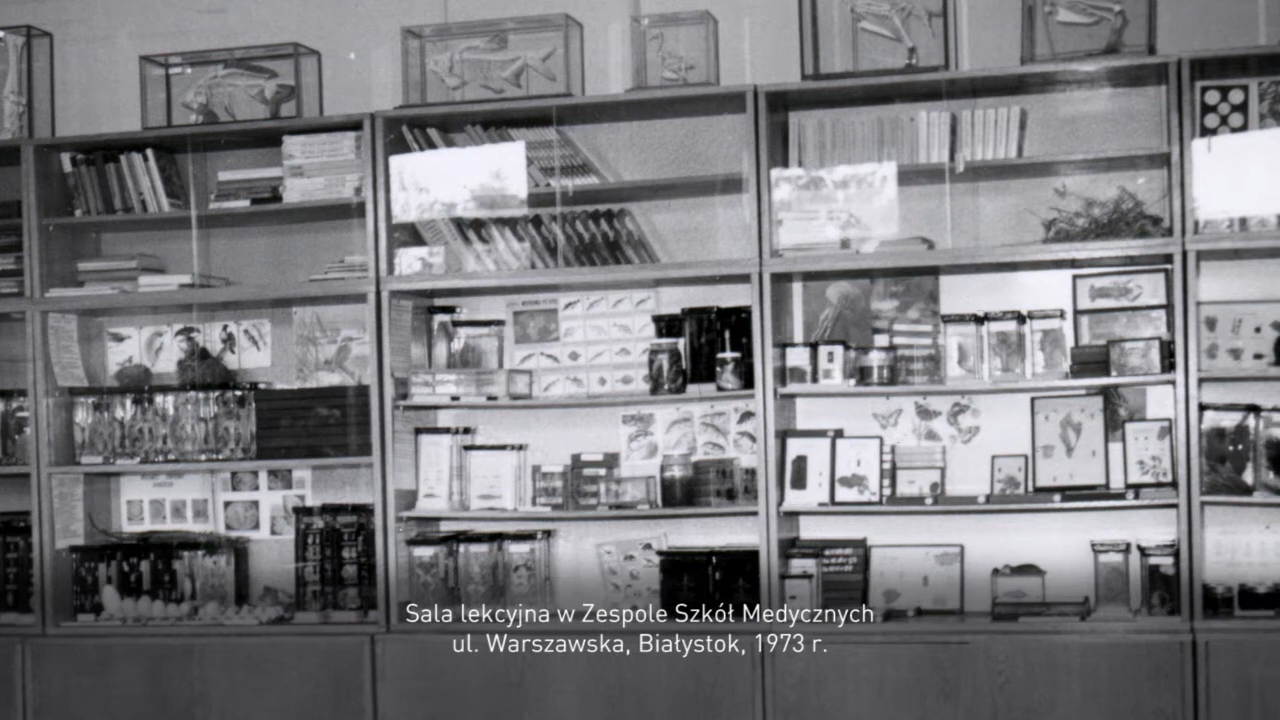 Sala lekcyjna w Zespole Szkół Medycznych
ul. Warszawska, Białystok, 1973 r.